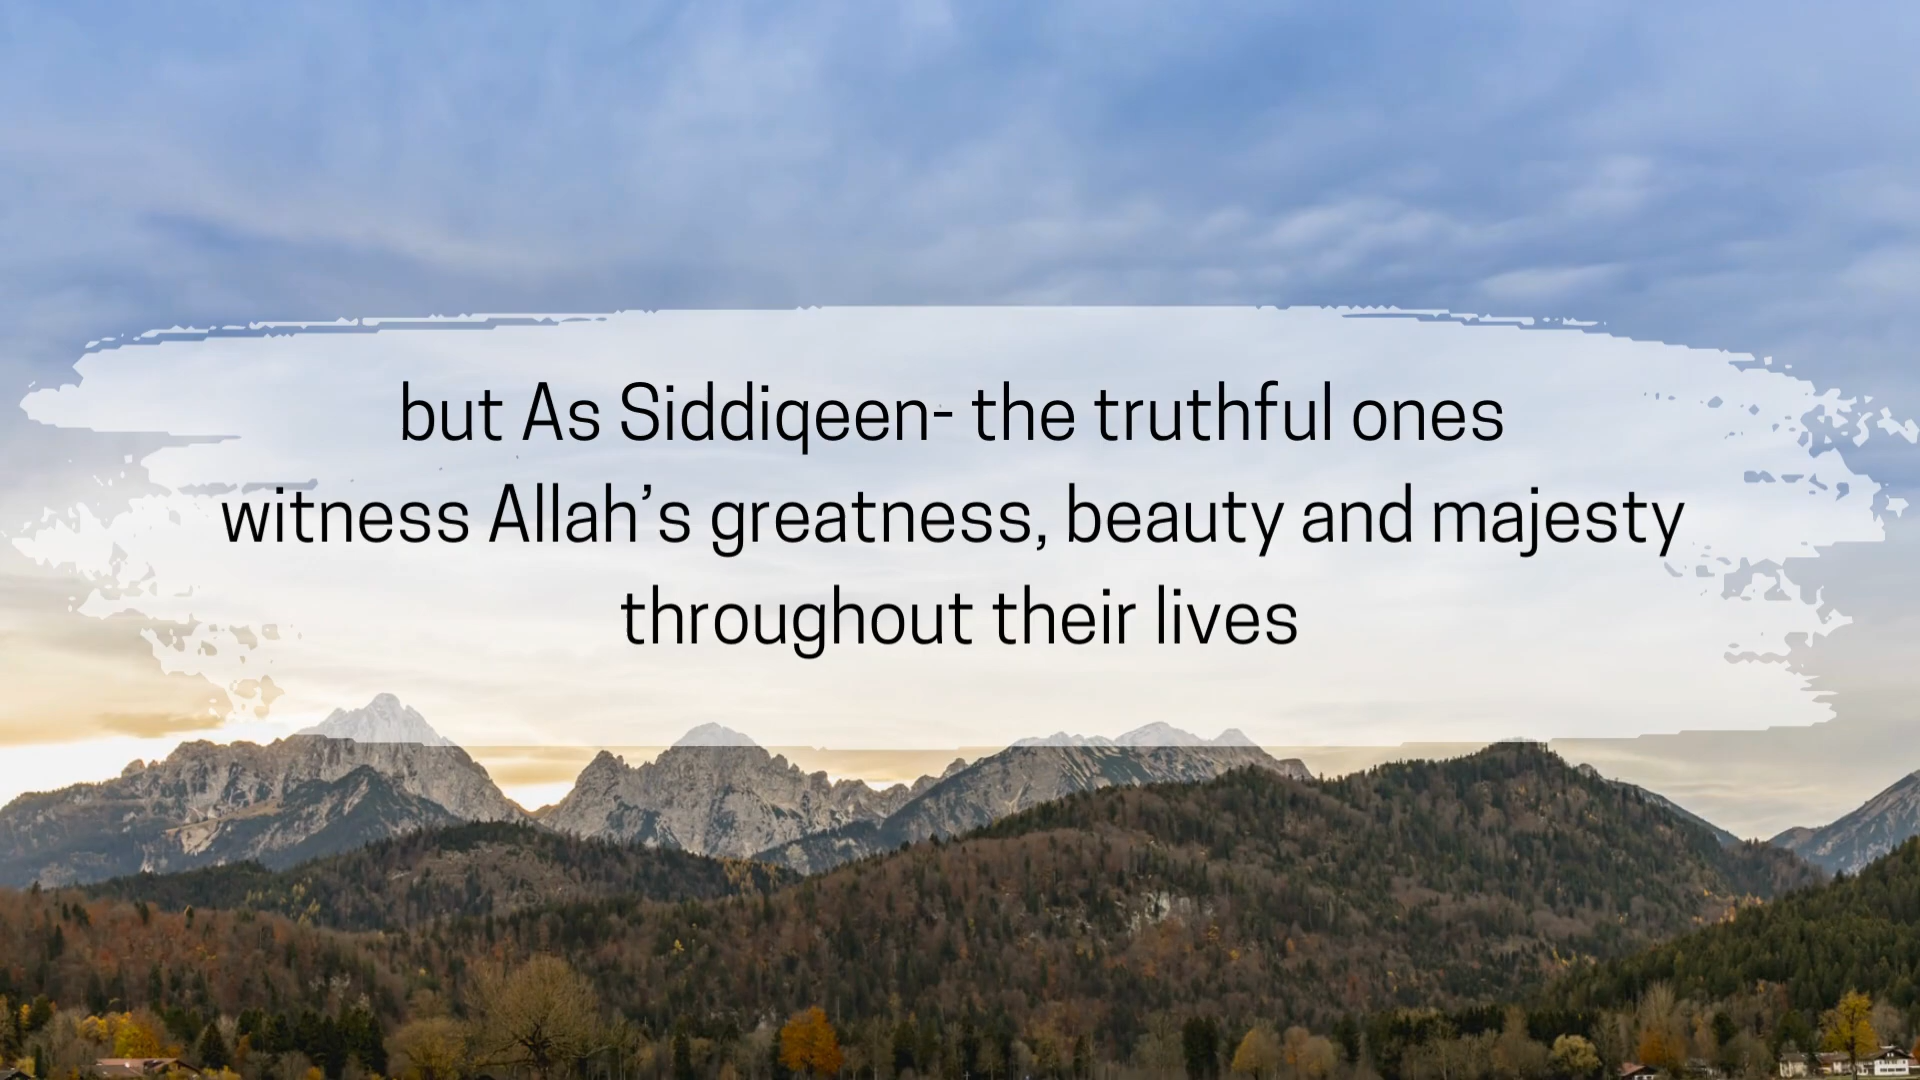 but As Siddiqeen- the truthful ones
witness Allah’s greatness, beauty and majesty
throughout their lives